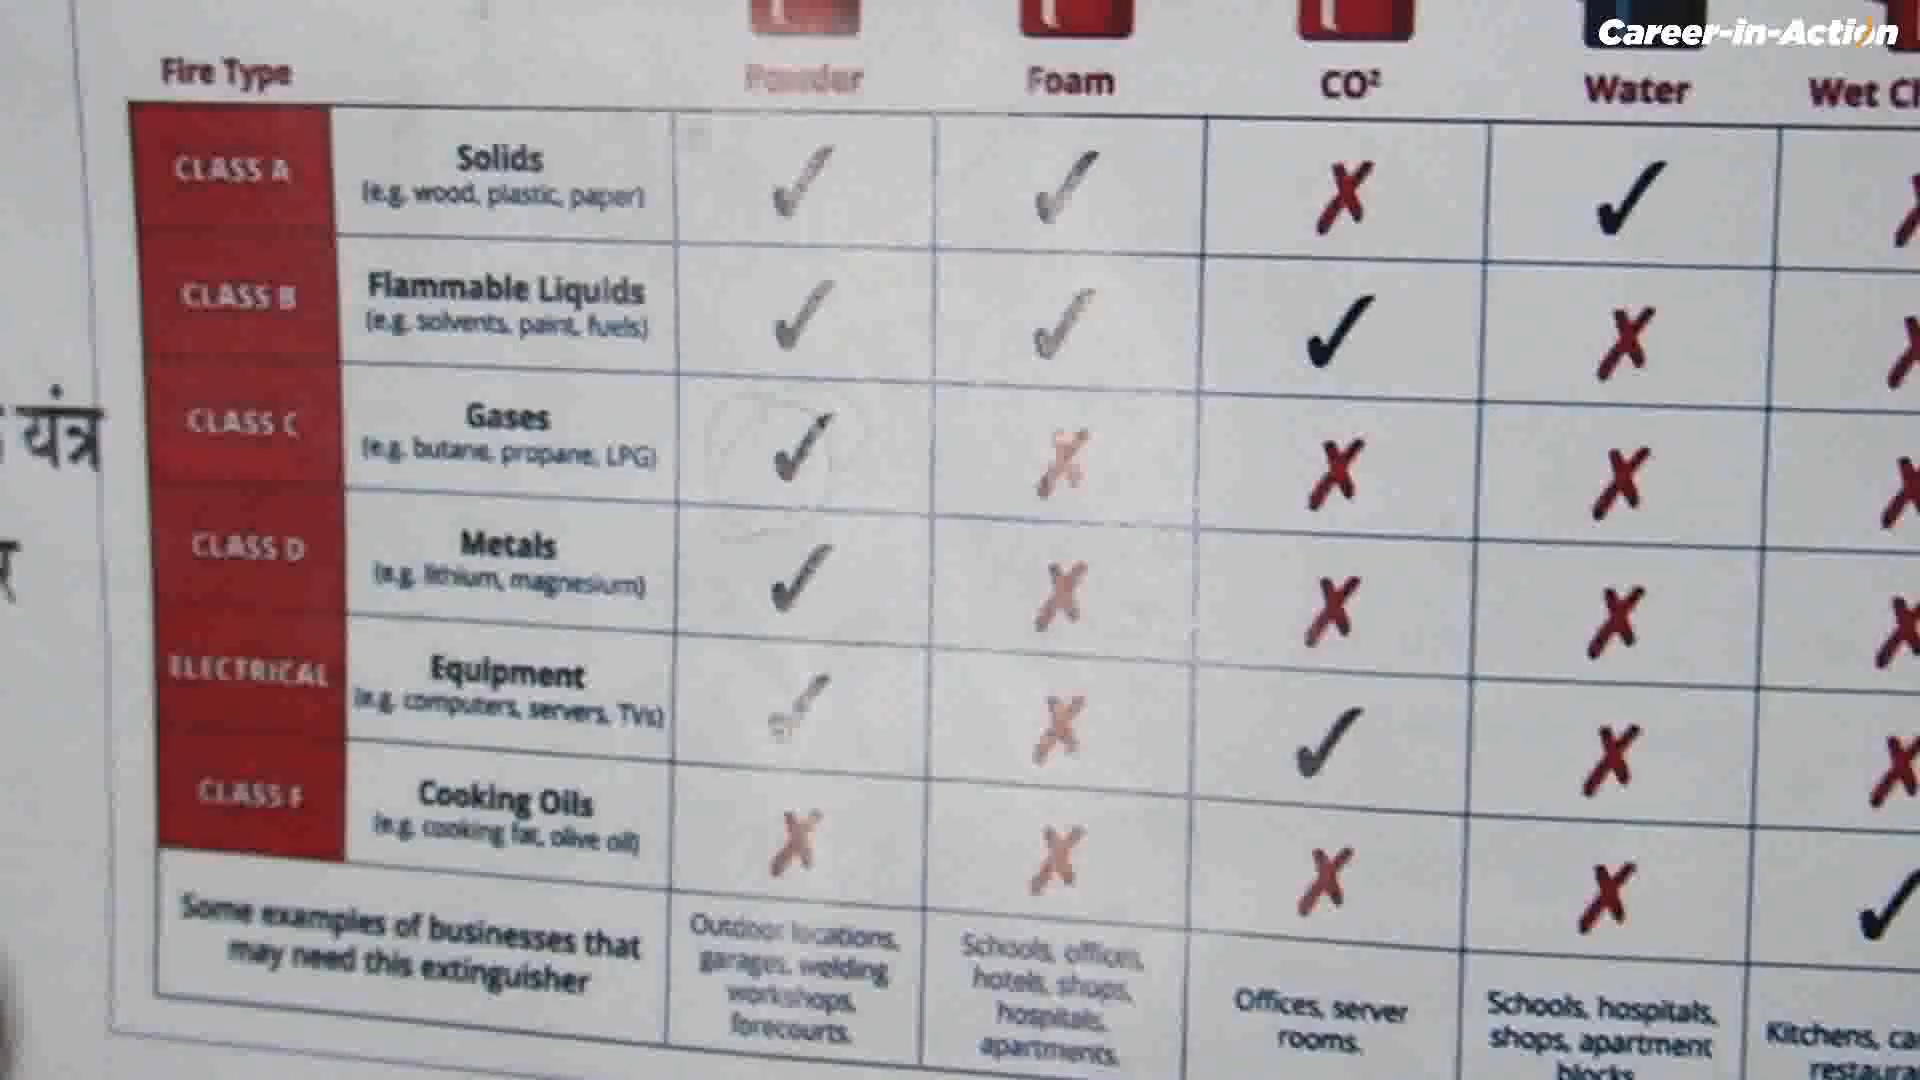 Career-in-Action
Fire Type
Powder
Foam
CO²
Water
Wet
CLASS A
Solids
(e.g. wood, plastic, paper)
✓
✓
✗
✓
✗
CLASS B
Flammable Liquids
(e.g. solvents, paint, fuels)
✓
✓
✓
✗
✗
CLASS C
Gases
(e.g. butane, propane, LPG)
✓
✗
✗
✗
✗
CLASS D
Metals
(e.g. lithium, magnesium)
✓
✗
✗
✗
✗
ELECTRICAL
Equipment
(e.g. computers, servers, TVs)
✓
✗
✓
✗
✗
CLASS F
Cooking Oils
(e.g. cooking fat, olive oil)
✗
✗
✗
✗
✓
Some examples of businesses that
may need this extinguisher
Outdoor locations,
garages, welding
workshops,
forecourts.
Schools, offices,
hotels, shops,
hospitals,
apartments.
Offices, server
rooms.
Schools, hospitals,
shops, apartment
blocks.
Kitchens,
यंत्र